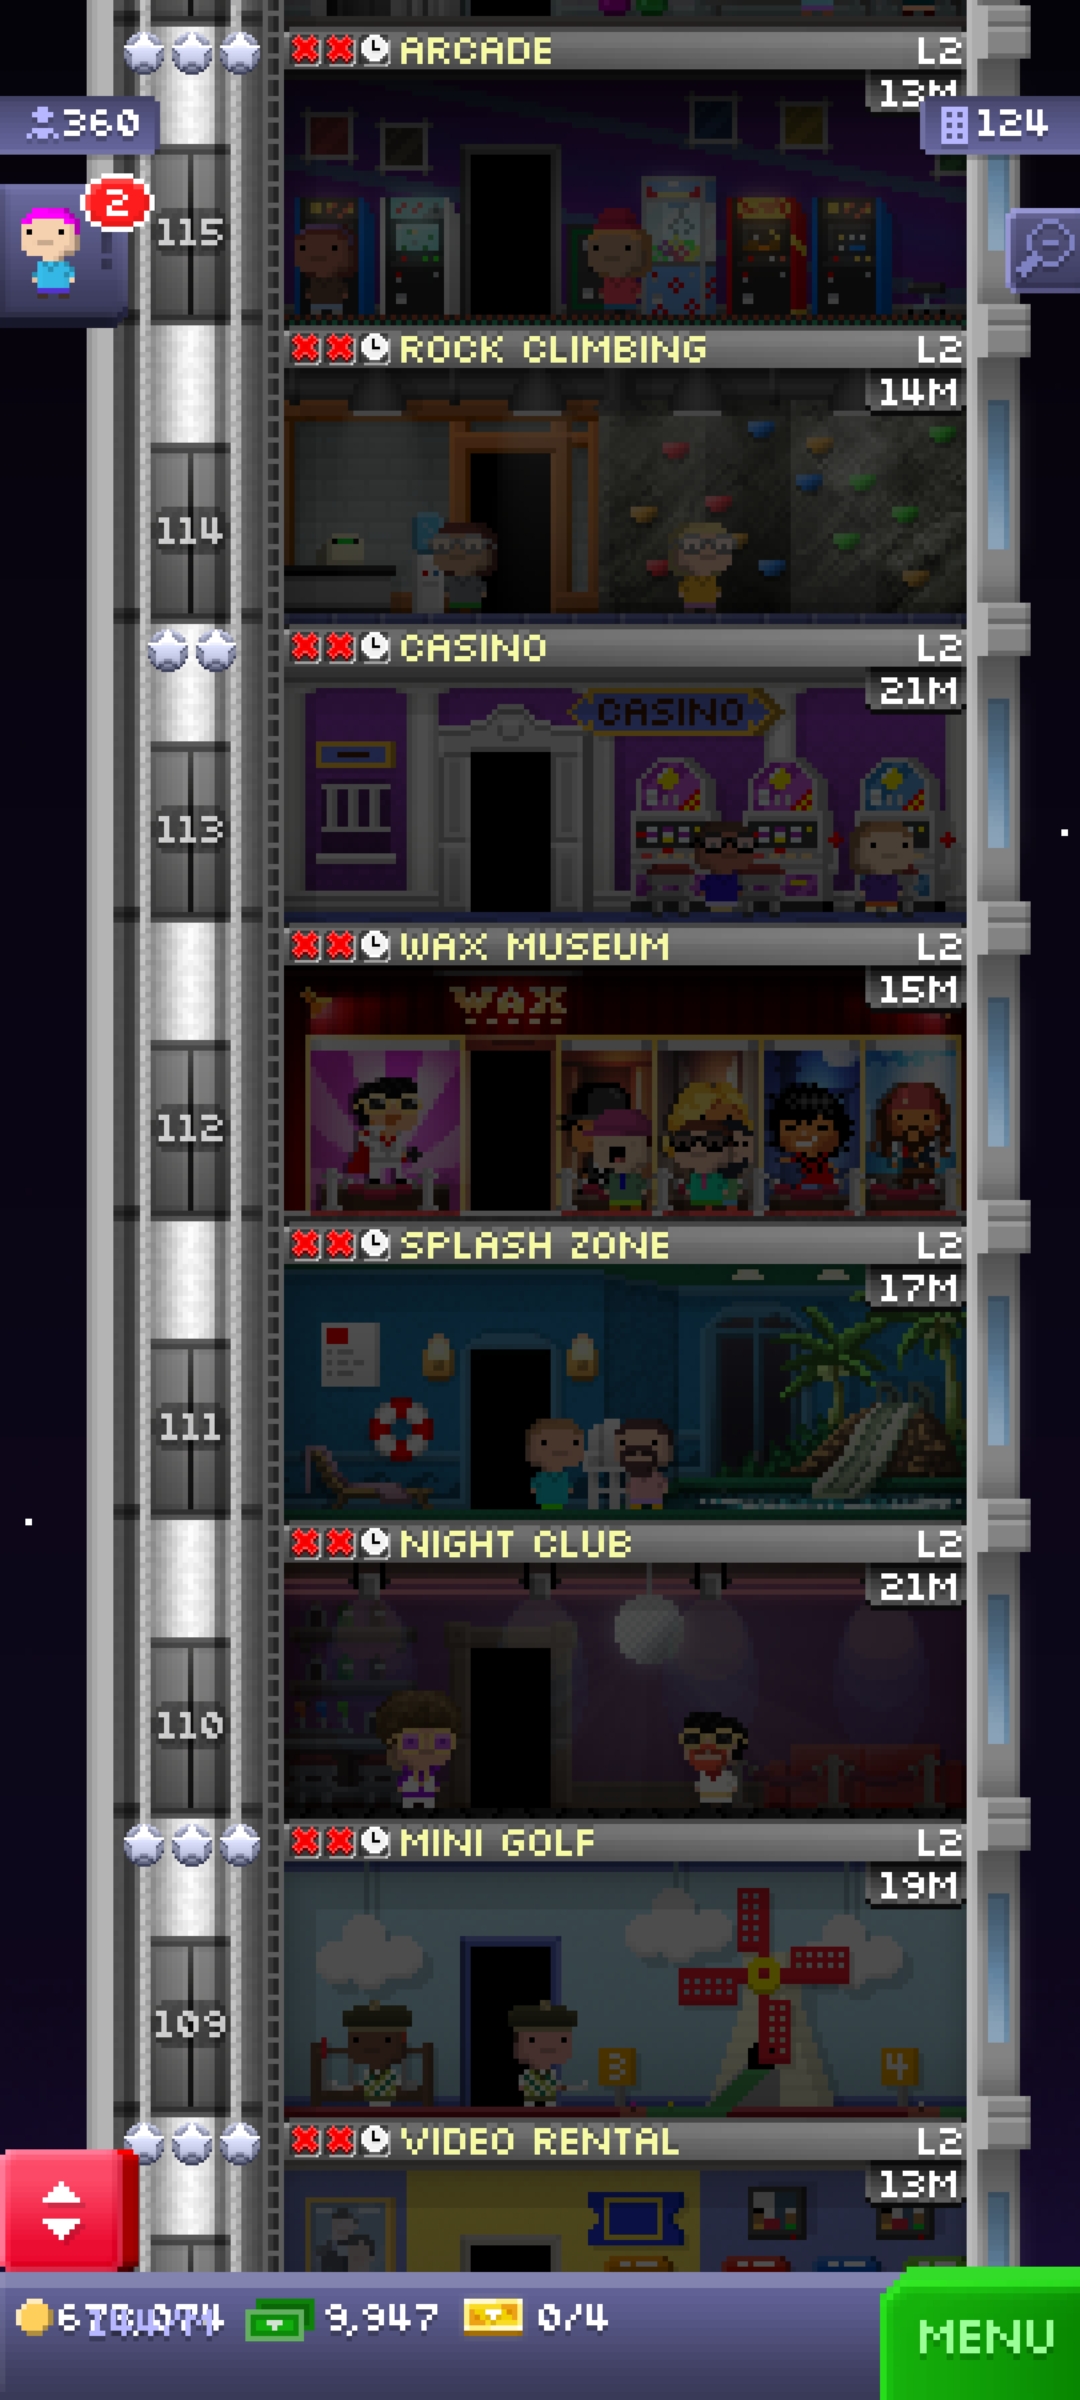 ARCADE L2
13M
360
124
2
115
ROCK CLIMBING L2
14M
114
CASINO L2
21M
CASINO
113
WAX MUSEUM L2
15M
WAX
112
SPLASH ZONE L2
17M
111
NIGHT CLUB L2
21M
110
MINI GOLF L2
19M
109
3
4
VIDEO RENTAL L2
13M
9,947
0/4
MENU